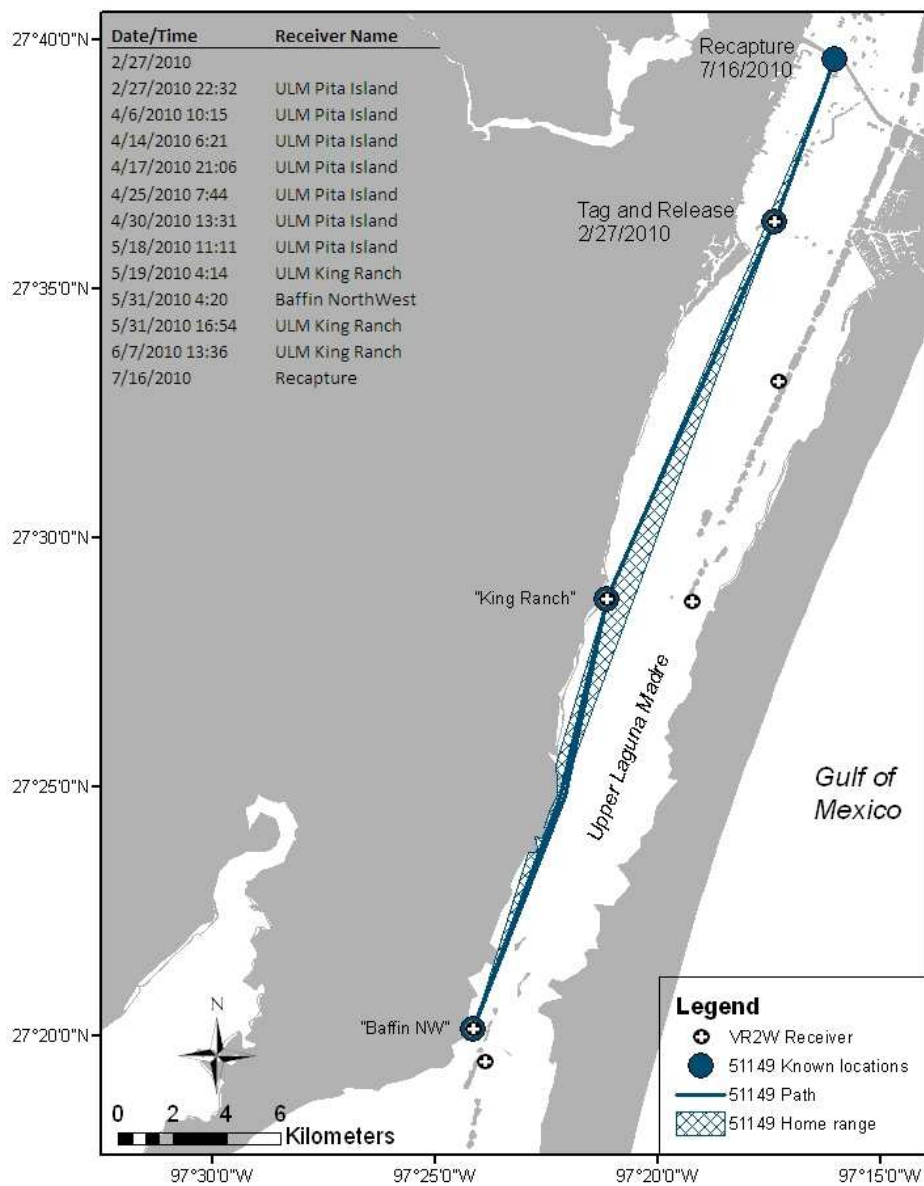 Date/Time Receiver Name
2/27/2010
2/27/2010 22:32 ULM Pita Island
4/6/2010 10:15 ULM Pita Island
4/14/2010 6:21 ULM Pita Island
4/17/2010 21:06 ULM Pita Island
4/25/2010 7:44 ULM Pita Island
4/30/2010 13:31 ULM Pita Island
5/18/2010 11:11 ULM Pita Island
5/19/2010 4:14 ULM King Ranch
5/31/2010 4:20 Baffin NorthWest
5/31/2010 16:54 ULM King Ranch
6/7/2010 13:36 ULM King Ranch
7/16/2010 Recapture
Recapture
7/16/2010
Tag and Release
2/27/2010
"King Ranch"
Upper Laguna Madre
Gulf of
Mexico
"Baffin NW"
N
0 2 4 6
Kilometers
Legend
VR2W Receiver
51149 Known locations
51149 Path
51149 Home range
27°40'0"N
27°35'0"N
27°30'0"N
27°25'0"N
27°20'0"N
97°30'0"W 97°25'0"W 97°20'0"W 97°15'0"W